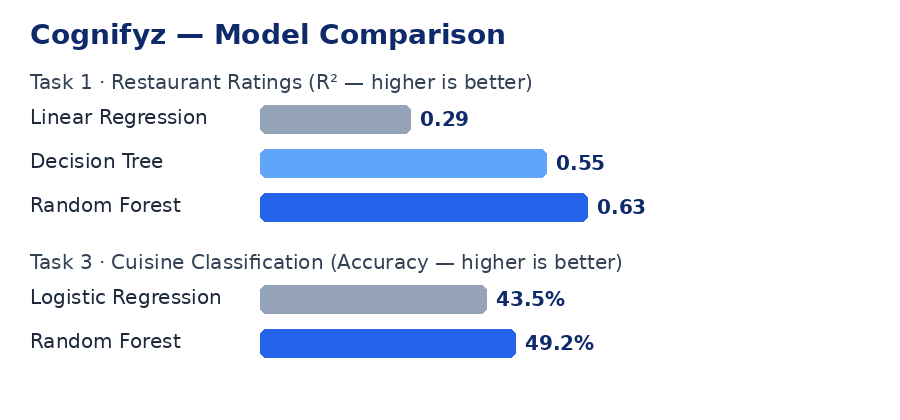 Cognifyz — Model Comparison
Task 1 · Restaurant Ratings (R² — higher is better)
Linear Regression 0.29
Decision Tree 0.55
Random Forest 0.63
Task 3 · Cuisine Classification (Accuracy — higher is better)
Logistic Regression 43.5%
Random Forest 49.2%